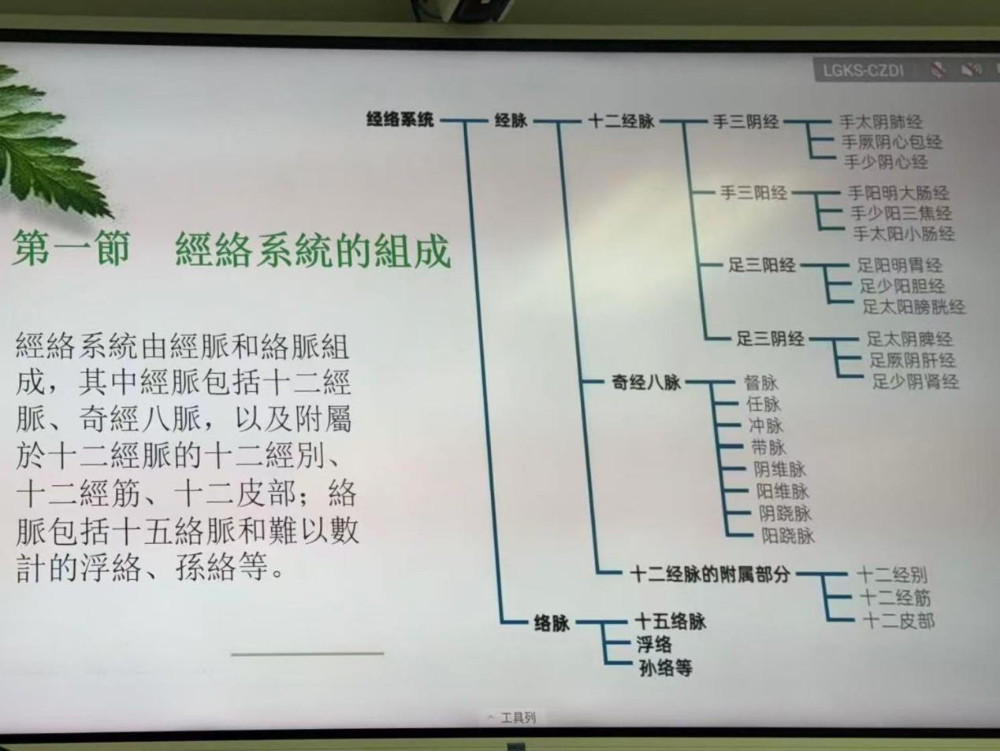 LGKS-CZDI
第一節　經絡系統的組成
經絡系統由經脈和絡脈組
成，其中經脈包括十二經
脈、奇經八脈，以及附屬
於十二經脈的十二經別、
十二經筋、十二皮部；絡
脈包括十五絡脈和難以數
計的浮絡、孫絡等。
经络系统
经脉
十二经脉
手三阴经
手太阴肺经
手厥阴心包经
手少阴心经
手三阳经
手阳明大肠经
手少阳三焦经
手太阳小肠经
足三阳经
足阳明胃经
足少阳胆经
足太阳膀胱经
足三阴经
足太阴脾经
足厥阴肝经
足少阴肾经
奇经八脉
督脉
任脉
冲脉
带脉
阴维脉
阳维脉
阴跷脉
阳跷脉
十二经脉的附属部分
十二经别
十二经筋
十二皮部
络脉
十五络脉
浮络
孙络等
工具列